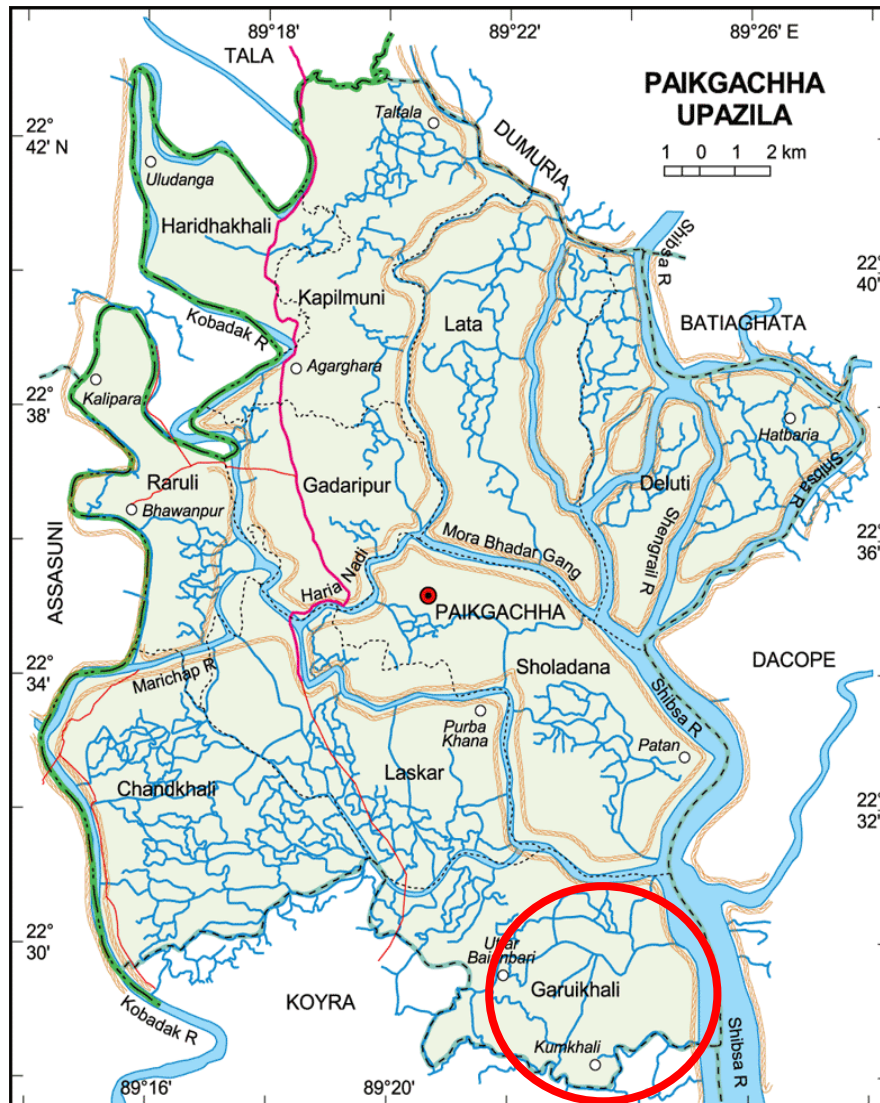 89°18'
89°22'
89°26' E
TALA
PAIKGACHHA
UPAZILA
1 0 1 2 km
22°
42' N
Taltala
DUMURIA
Uludanga
Haridhakhali
Shibsa R
22°
40'
Kapilmuni
Kobadak R
Lata
BATIAGHATA
Agarghara
Kalipara
22°
38'
Hatbaria
Raruli
Gadaripur
Deluti
Shibsa R
Bhawanpur
Shengrail R
Mora Bhadar Gang
22°
36'
ASSASUNI
Haria Nadi
PAIKGACHHA
DACOPE
22°
34'
Marichap R
Sholadana
Shibsa R
Purba
Khana
Patan
Laskar
Chandkhali
22°
32'
22°
30'
Uttar
Bainbari
Garuikhali
KOYRA
Kobadak R
Kumkhali
Shibsa R
89°16'
89°20'